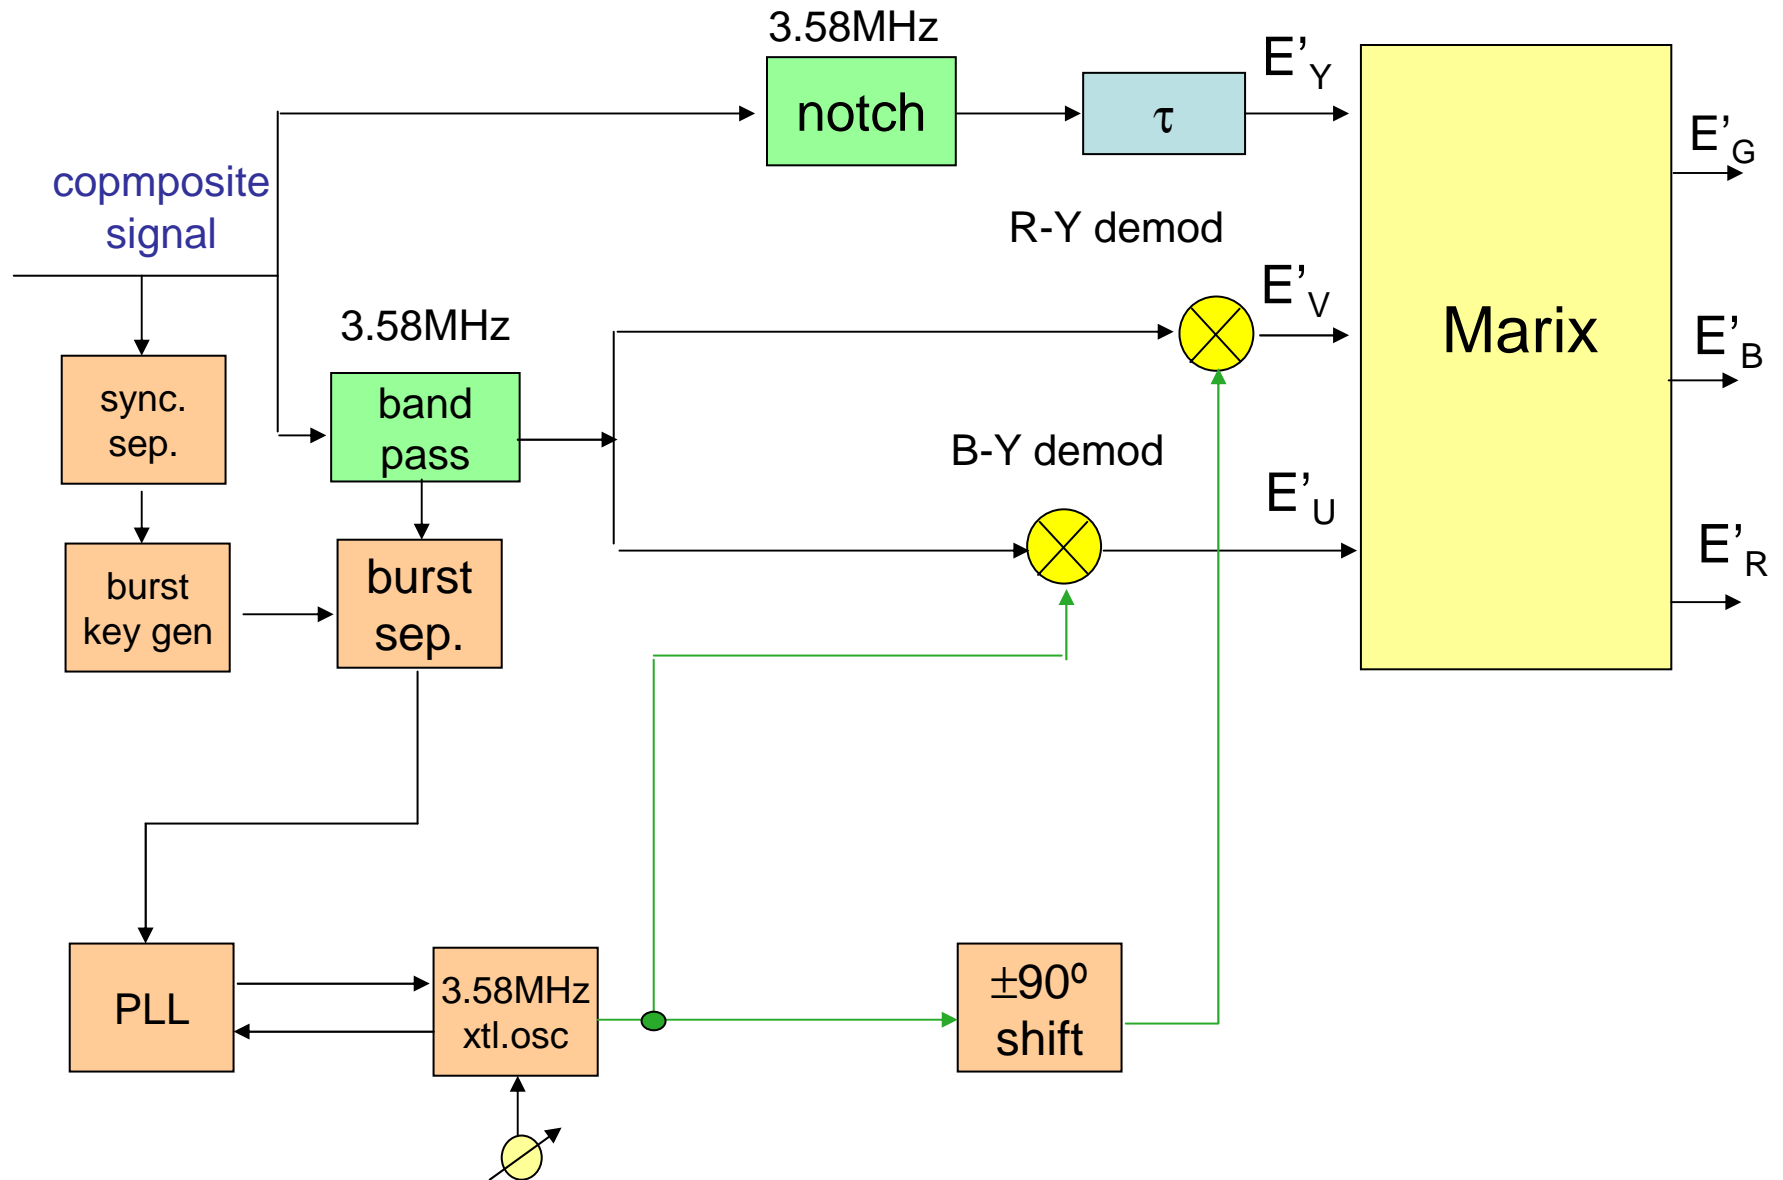 3.58MHz
notch
τ
E’Y
E’G
copmposite
signal
R-Y demod
E’V
3.58MHz
Marix
E’B
sync.
sep.
band
pass
B-Y demod
E’U
E’R
burst
key gen
burst
sep.
PLL
3.58MHz
xtl.osc
±90º
shift